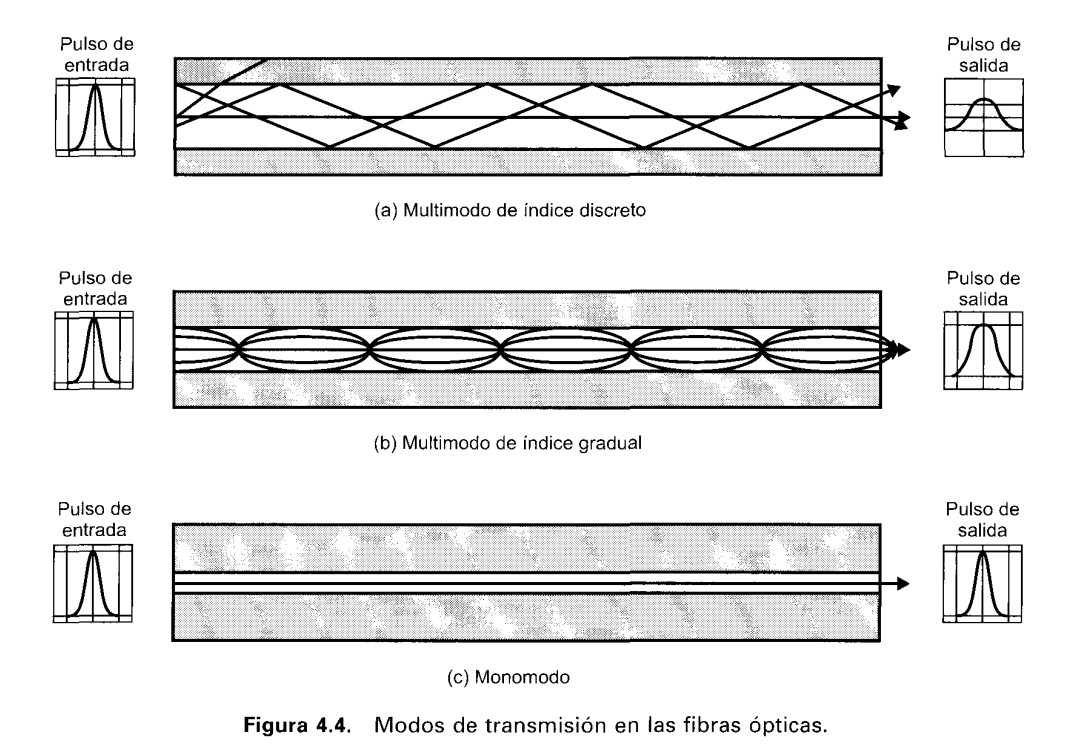 Pulso de
entrada
Pulso de
salida
(a) Multimodo de índice discreto
Pulso de
entrada
Pulso de
salida
(b) Multimodo de índice gradual
Pulso de
entrada
Pulso de
salida
(c) Monomodo
Figura 4.4. Modos de transmisión en las fibras ópticas.